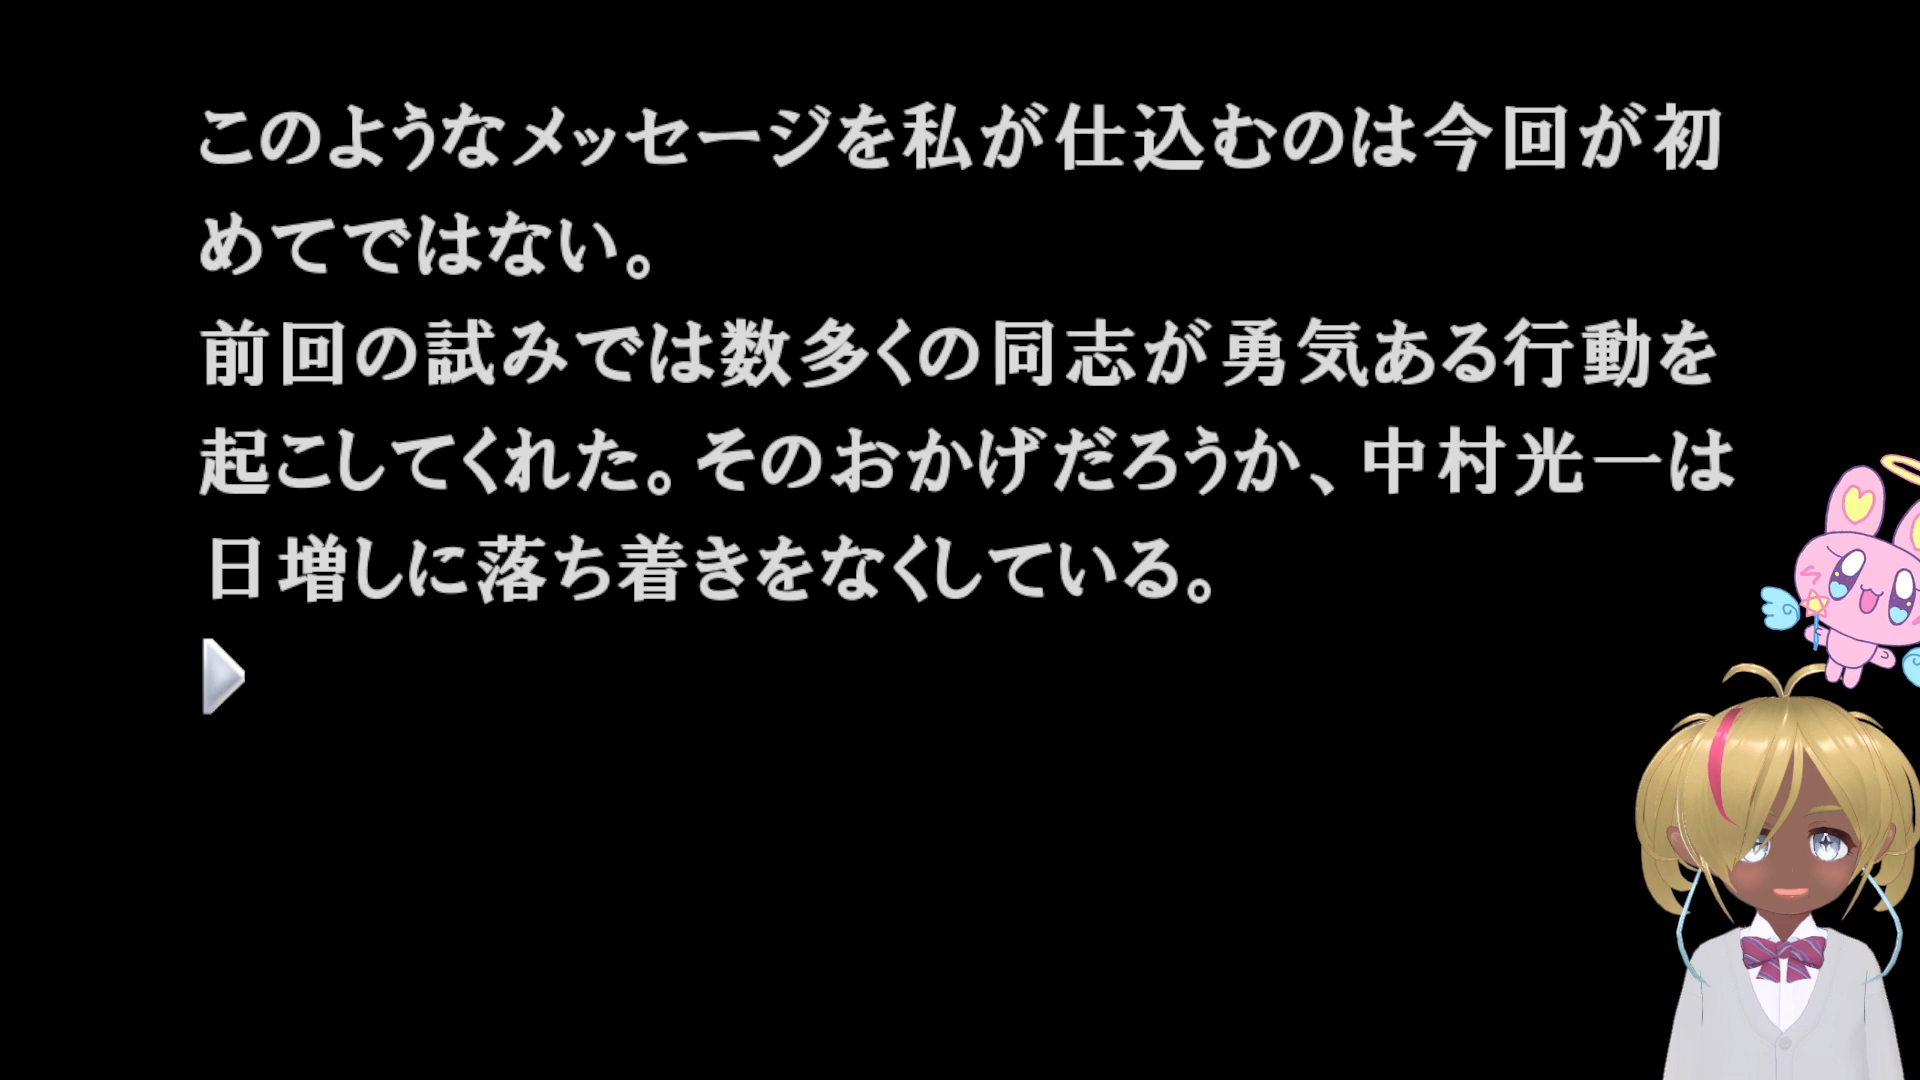 このようなメッセージを私が仕込むのは今回が初
めてではない。
前回の試みでは数多くの同志が勇気ある行動を
起こしてくれた。そのおかげだろうか、中村光一は
日増しに落ち着きをなくしている。